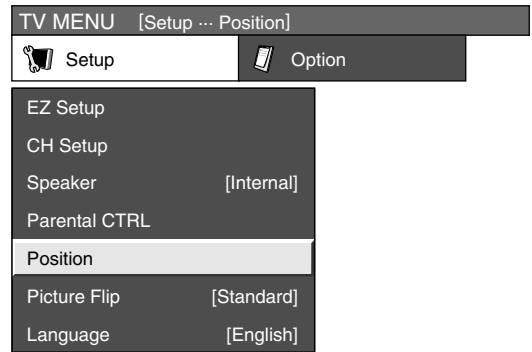 TV MENU [Setup ··· Position]
Setup Option
EZ Setup
CH Setup
Speaker [Internal]
Parental CTRL
Position
Picture Flip [Standard]
Language [English]